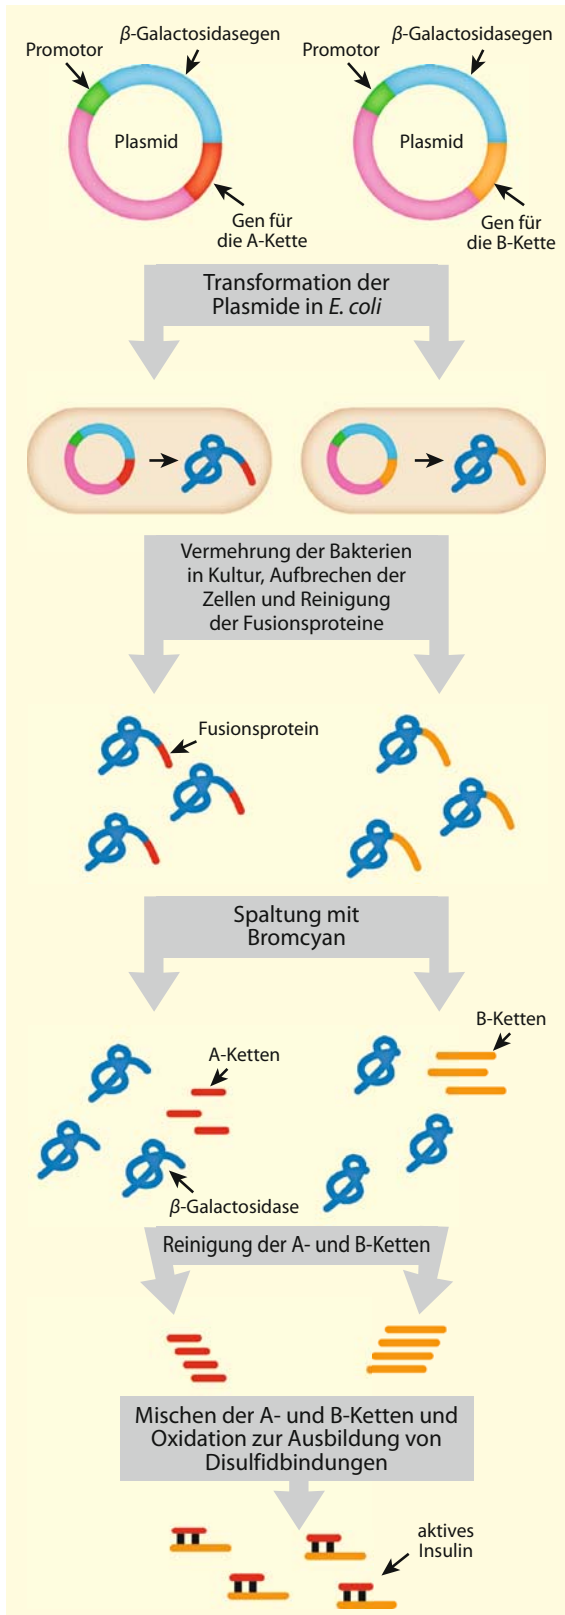 β-Galactosidasegen
Promotor
Plasmid
Gen für
die A-Kette
β-Galactosidasegen
Promotor
Plasmid
Gen für
die B-Kette
Transformation der
Plasmide in E. coli
Vermehrung der Bakterien
in Kultur, Aufbrechen der
Zellen und Reinigung
der Fusionsproteine
Fusionsprotein
Spaltung mit
Bromcyan
B-Ketten
A-Ketten
β-Galactosidase
Reinigung der A- und B-Ketten
Mischen der A- und B-Ketten und
Oxidation zur Ausbildung von
Disulfidbindungen
aktives
Insulin